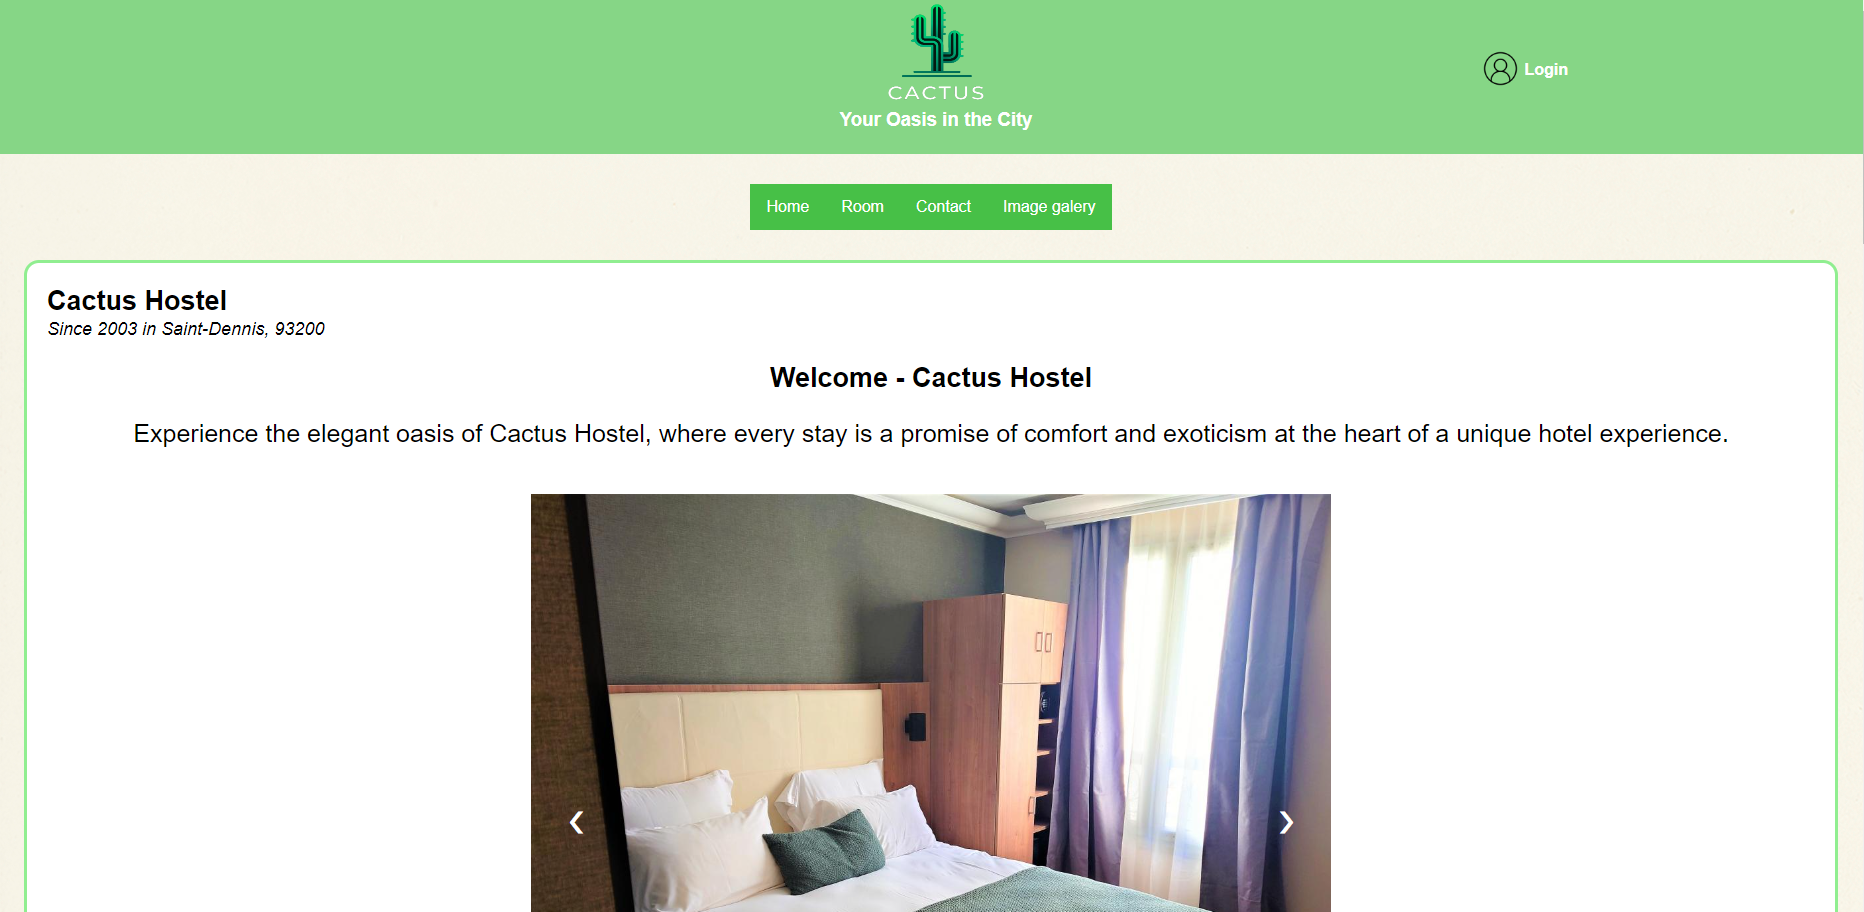 CACTUS
Your Oasis in the City
Login
Home Room Contact Image galery
Cactus Hostel
Since 2003 in Saint-Dennis, 93200
Welcome - Cactus Hostel
Experience the elegant oasis of Cactus Hostel, where every stay is a promise of comfort and exoticism at the heart of a unique hotel experience.